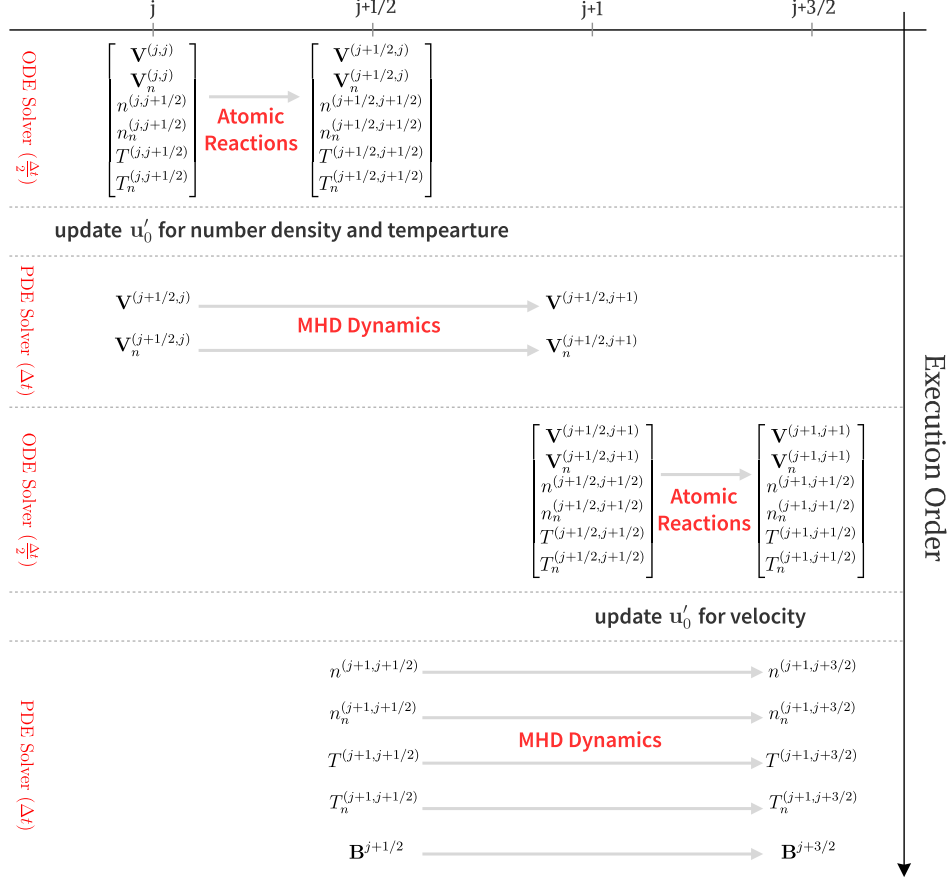 j j+1/2 j+1 j+3/2
ODE Solver (Δt/2)
V^(j,j) V^(j+1/2,j)
V_n^(j,j) V_n^(j+1/2,j)
n^(j,j+1/2) n^(j+1/2,j+1/2)
n_n^(j,j+1/2) n_n^(j+1/2,j+1/2)
T^(j,j+1/2) T^(j+1/2,j+1/2)
T_n^(j,j+1/2) T_n^(j+1/2,j+1/2)
Atomic
Reactions
update u′_0 for number density and tempearture
PDE Solver (Δt)
V^(j+1/2,j) V^(j+1/2,j+1)
MHD Dynamics
V_n^(j+1/2,j) V_n^(j+1/2,j+1)
Execution Order
ODE Solver (Δt/2)
V^(j+1/2,j+1) V^(j+1,j+1)
V_n^(j+1/2,j+1) V_n^(j+1,j+1)
n^(j+1/2,j+1/2) n^(j+1,j+1/2)
n_n^(j+1/2,j+1/2) n_n^(j+1,j+1/2)
T^(j+1/2,j+1/2) T^(j+1,j+1/2)
T_n^(j+1/2,j+1/2) T_n^(j+1,j+1/2)
Atomic
Reactions
update u′_0 for velocity
PDE Solver (Δt)
n^(j+1,j+1/2) n^(j+1,j+3/2)
n_n^(j+1,j+1/2) n_n^(j+1,j+3/2)
MHD Dynamics
T^(j+1,j+1/2) T^(j+1,j+3/2)
T_n^(j+1,j+1/2) T_n^(j+1,j+3/2)
B^j+1/2 B^j+3/2